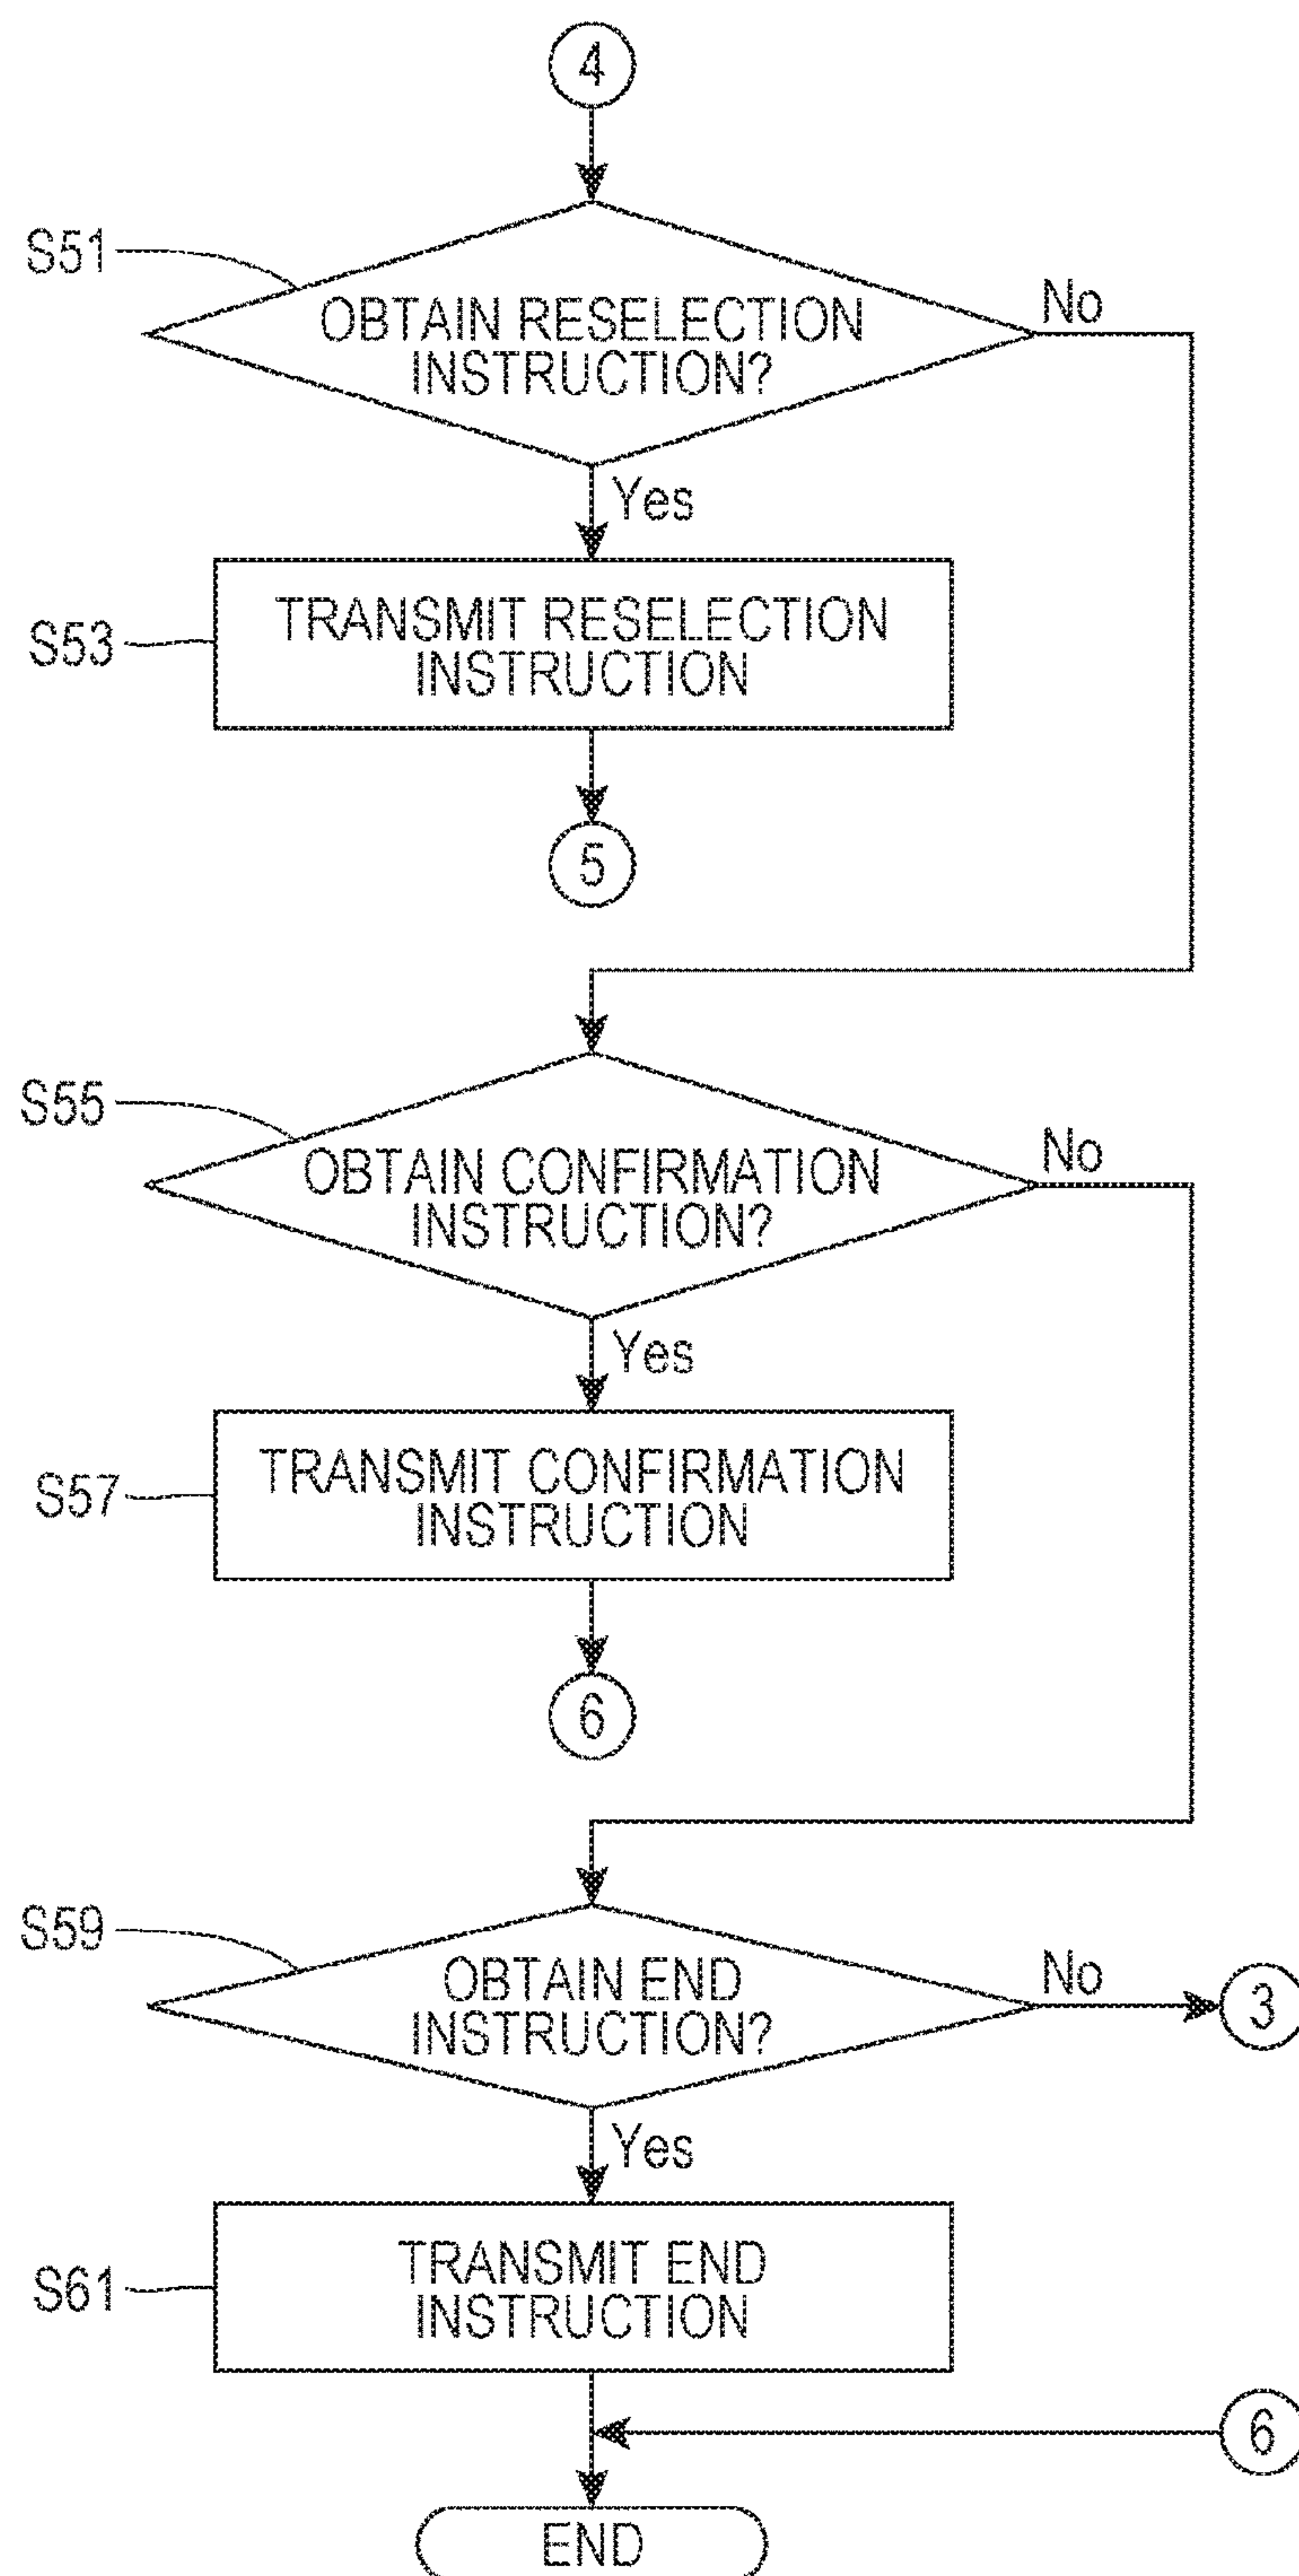 4
S51
OBTAIN RESELECTION
INSTRUCTION?
No
Yes
S53
TRANSMIT RESELECTION
INSTRUCTION
5
S55
OBTAIN CONFIRMATION
INSTRUCTION?
No
Yes
S57
TRANSMIT CONFIRMATION
INSTRUCTION
6
S59
OBTAIN END
INSTRUCTION?
No
3
Yes
S61
TRANSMIT END
INSTRUCTION
6
END